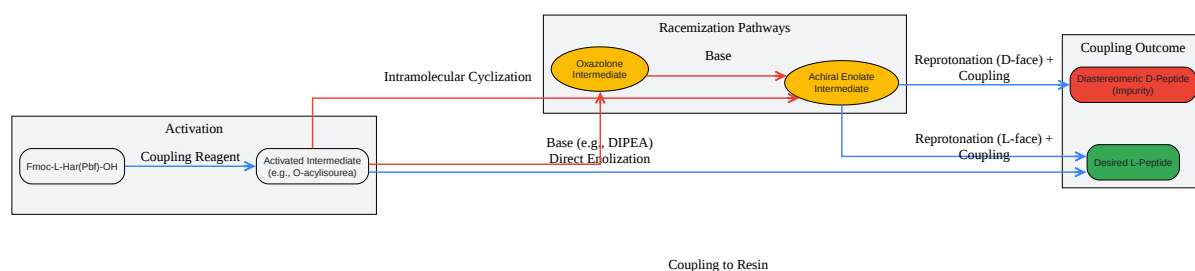 Racemization Pathways
Oxazolone
Intermediate
Base
Achiral Enolate
Intermediate
Intramolecular Cyclization
Reprotonation (D-face) +
Coupling
Coupling Outcome
Diastereomeric D-Peptide
(Impurity)
Activation
Fmoc-L-Har(Pbf)-OH
Coupling Reagent
Activated Intermediate
(e.g., O-acylisourea)
Base (e.g., DIPEA)
Direct Enolization
Reprotonation (L-face) +
Coupling
Desired L-Peptide
Coupling to Resin